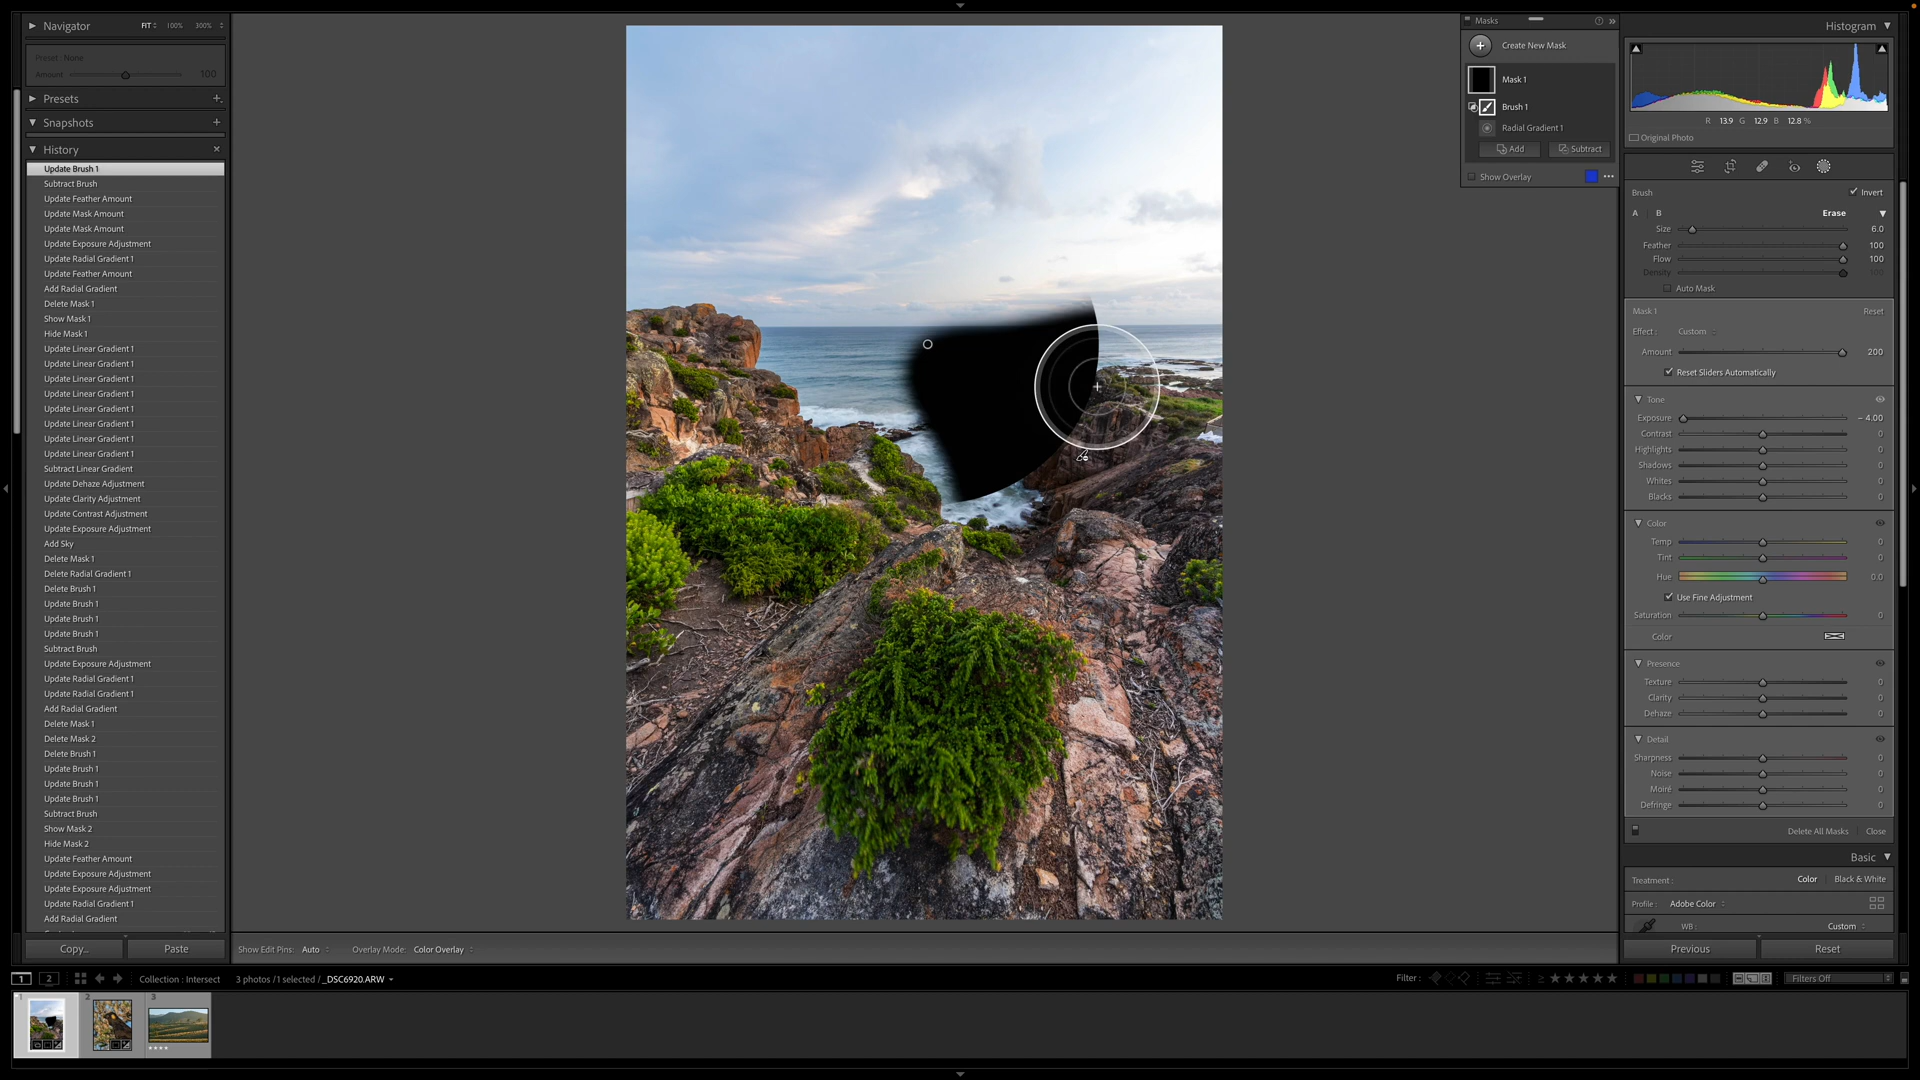 Navigator FIT 100% 300%
Preset : None
Amount 100
Presets
Snapshots
History
Update Brush 1
Subtract Brush
Update Feather Amount
Update Mask Amount
Update Mask Amount
Update Exposure Adjustment
Update Radial Gradient 1
Update Feather Amount
Add Radial Gradient
Delete Mask 1
Show Mask 1
Hide Mask 1
Update Linear Gradient 1
Update Linear Gradient 1
Update Linear Gradient 1
Update Linear Gradient 1
Update Linear Gradient 1
Update Linear Gradient 1
Update Linear Gradient 1
Update Linear Gradient 1
Subtract Linear Gradient
Update Dehaze Adjustment
Update Clarity Adjustment
Update Contrast Adjustment
Update Exposure Adjustment
Add Sky
Delete Mask 1
Delete Radial Gradient 1
Delete Brush 1
Update Brush 1
Update Brush 1
Update Brush 1
Subtract Brush
Update Exposure Adjustment
Update Radial Gradient 1
Update Radial Gradient 1
Add Radial Gradient
Delete Mask 1
Delete Mask 2
Delete Brush 1
Update Brush 1
Update Brush 1
Update Brush 1
Subtract Brush
Show Mask 2
Hide Mask 2
Update Feather Amount
Update Exposure Adjustment
Update Exposure Adjustment
Update Radial Gradient 1
Add Radial Gradient
Copy... Paste
Masks
Create New Mask
Mask 1
Brush 1
Radial Gradient 1
Add Subtract
Show Overlay
Histogram
R 13.9 G 12.9 B 12.8 %
Original Photo
Brush Invert
A B Erase
Size 6.0
Feather 100
Flow 100
Density 100
Auto Mask
Mask 1 Reset
Effect : Custom
Amount 200
Reset Sliders Automatically
Tone
Exposure – 4.00
Contrast 0
Highlights 0
Shadows 0
Whites 0
Blacks 0
Color
Temp 0
Tint 0
Hue 0.0
Use Fine Adjustment
Saturation 0
Color
Presence
Texture 0
Clarity 0
Dehaze 0
Detail
Sharpness 0
Noise 0
Moiré 0
Defringe 0
Delete All Masks Close
Basic
Treatment : Color Black & White
Profile : Adobe Color
WB : Custom
Previous Reset
Show Edit Pins: Auto Overlay Mode: Color Overlay
1 2 Collection : Intersect 3 photos / 1 selected / _DSC6920.ARW Filter : Filters Off
1 2 3